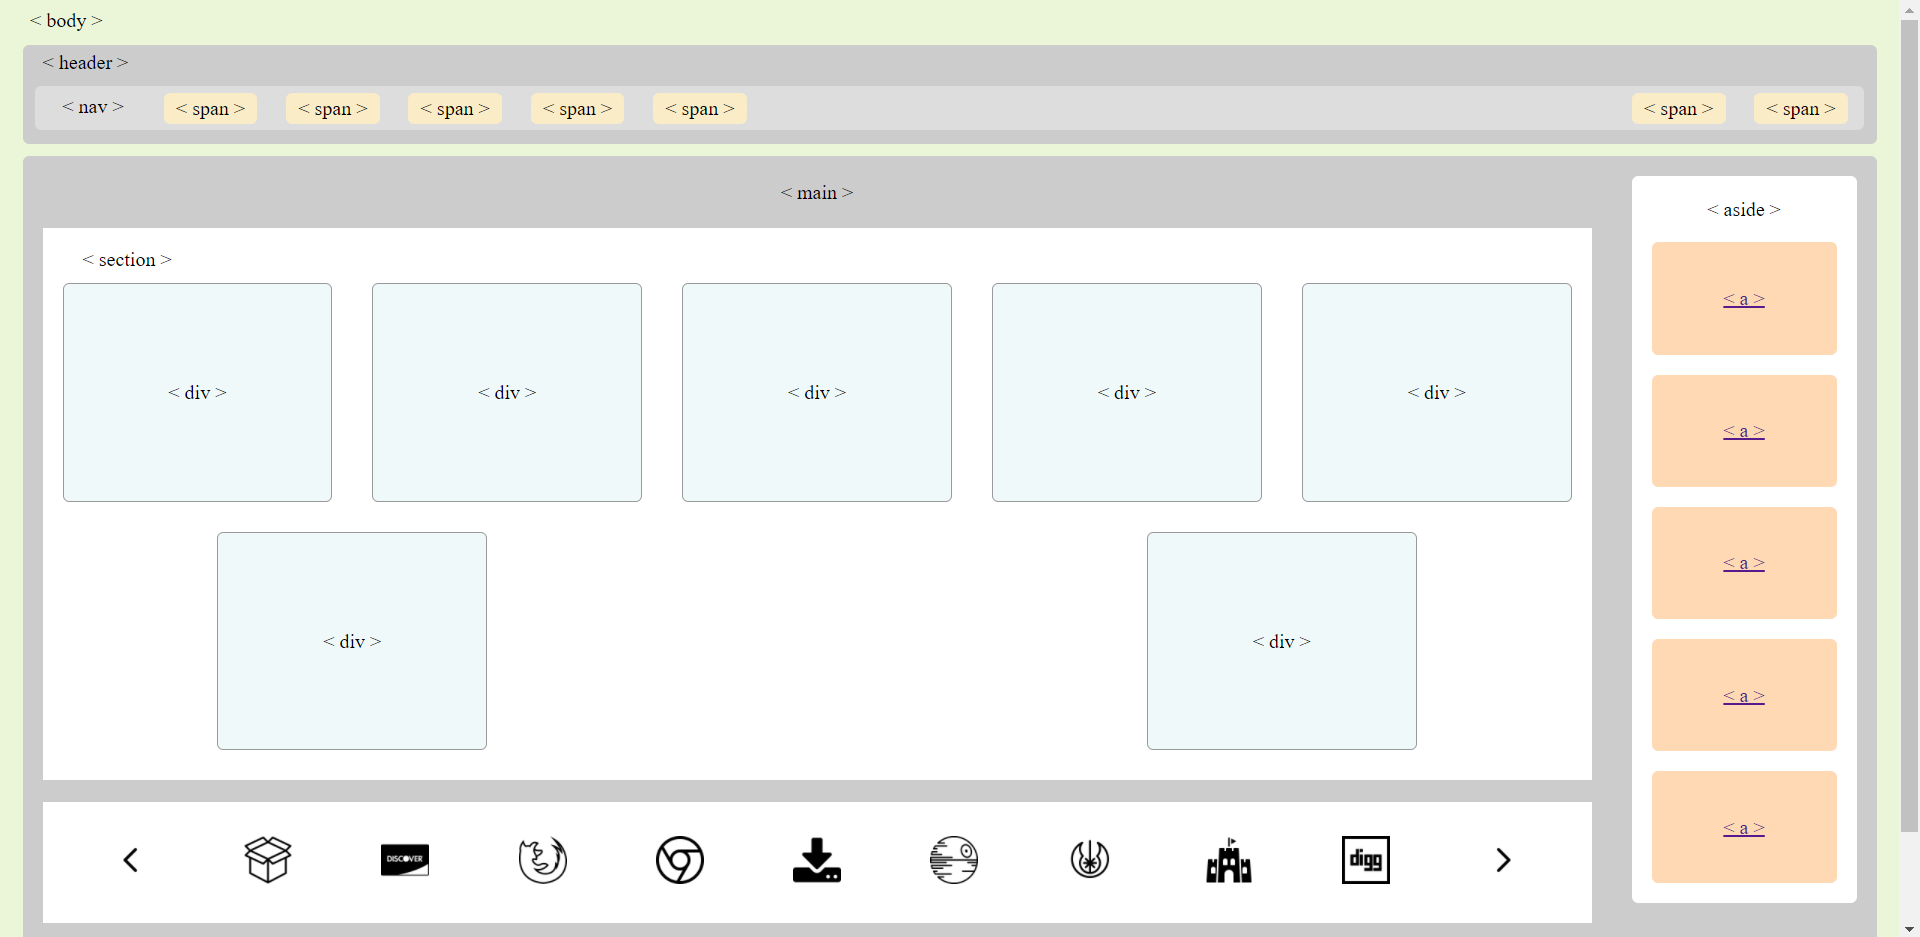 < body >
< header >
< nav > < span > < span > < span > < span > < span > < span > < span >
< main >
< aside >
< section >
< a >
< div > < div > < div > < div > < div >
< a >
< a >
< div > < div >
< a >
< a >
DISCOVER digg